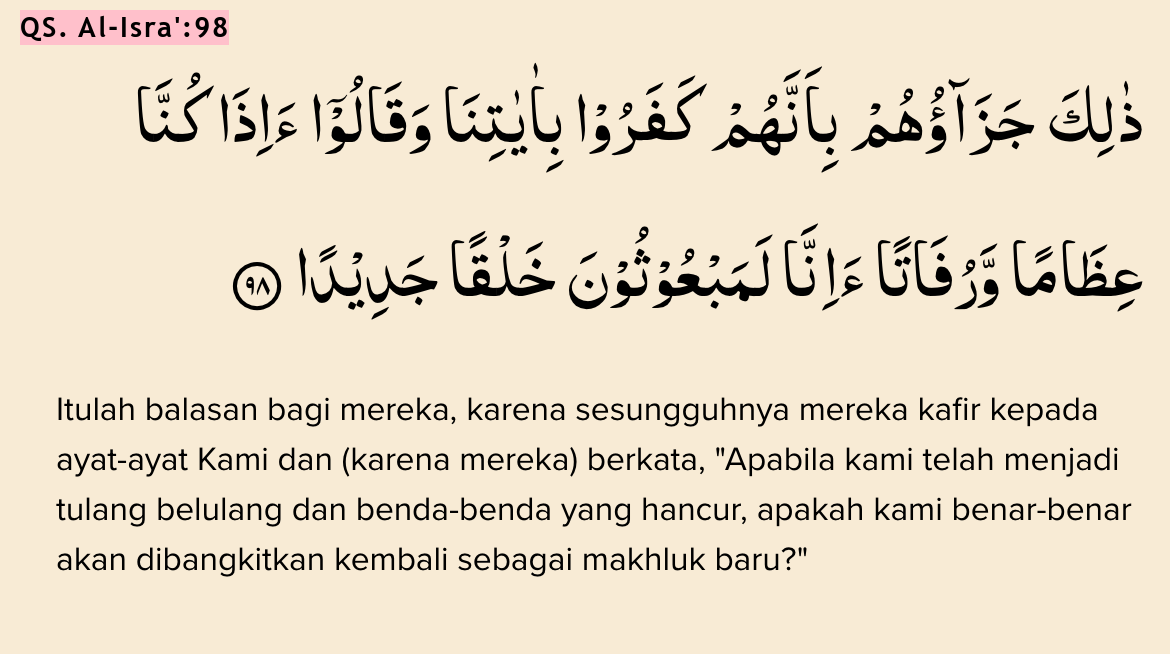 QS. Al-Isra':98
ذٰلِكَ جَزَاۤؤُهُمْ بِاَنَّهُمْ كَفَرُوْا بِاٰيٰتِنَا وَقَالُوْٓا ءَاِذَا كُنَّا
عِظَامًا وَّرُفَاتًا ءَاِنَّا لَمَبْعُوْثُوْنَ خَلْقًا جَدِيْدًا ٩٨
Itulah balasan bagi mereka, karena sesungguhnya mereka kafir kepada
ayat-ayat Kami dan (karena mereka) berkata, "Apabila kami telah menjadi
tulang belulang dan benda-benda yang hancur, apakah kami benar-benar
akan dibangkitkan kembali sebagai makhluk baru?"